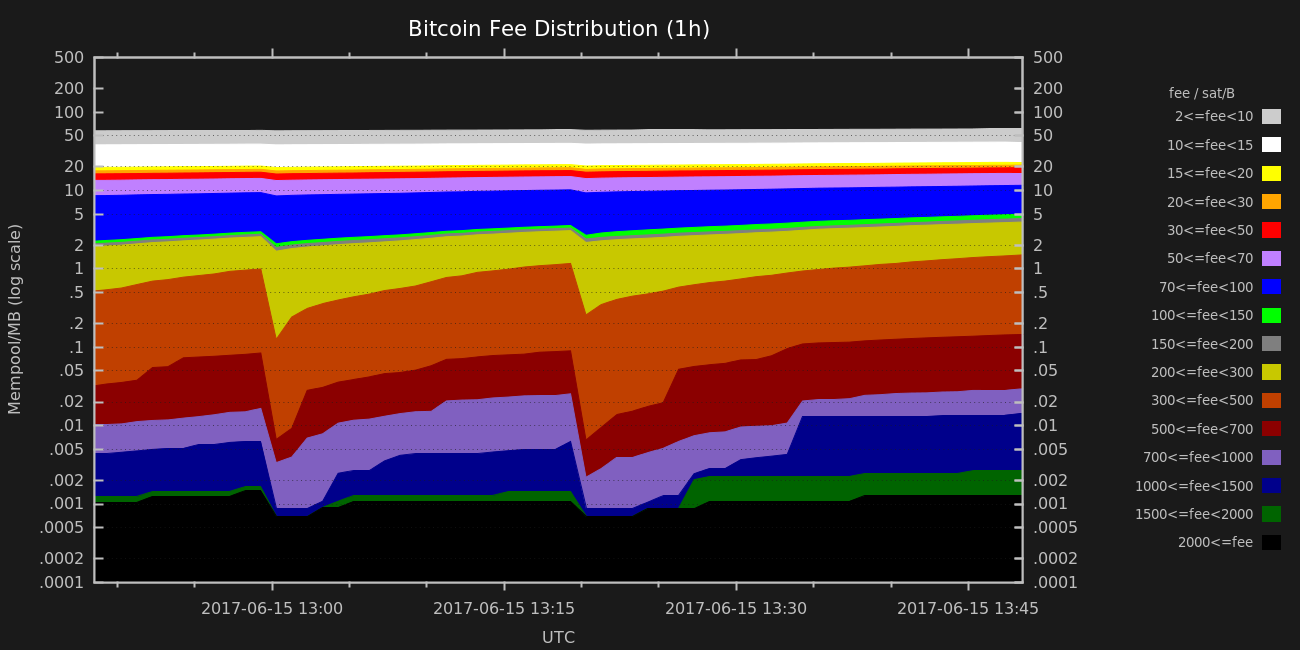 Bitcoin Fee Distribution (1h)
Mempool/MB (log scale)
500
200
100
50
20
10
5
2
1
.5
.2
.1
.05
.02
.01
.005
.002
.001
.0005
.0002
.0001
500
200
100
50
20
10
5
2
1
.5
.2
.1
.05
.02
.01
.005
.002
.001
.0005
.0002
.0001
fee / sat/B
2<=fee<10
10<=fee<15
15<=fee<20
20<=fee<30
30<=fee<50
50<=fee<70
70<=fee<100
100<=fee<150
150<=fee<200
200<=fee<300
300<=fee<500
500<=fee<700
700<=fee<1000
1000<=fee<1500
1500<=fee<2000
2000<=fee
2017-06-15 13:00 2017-06-15 13:15 2017-06-15 13:30 2017-06-15 13:45
UTC